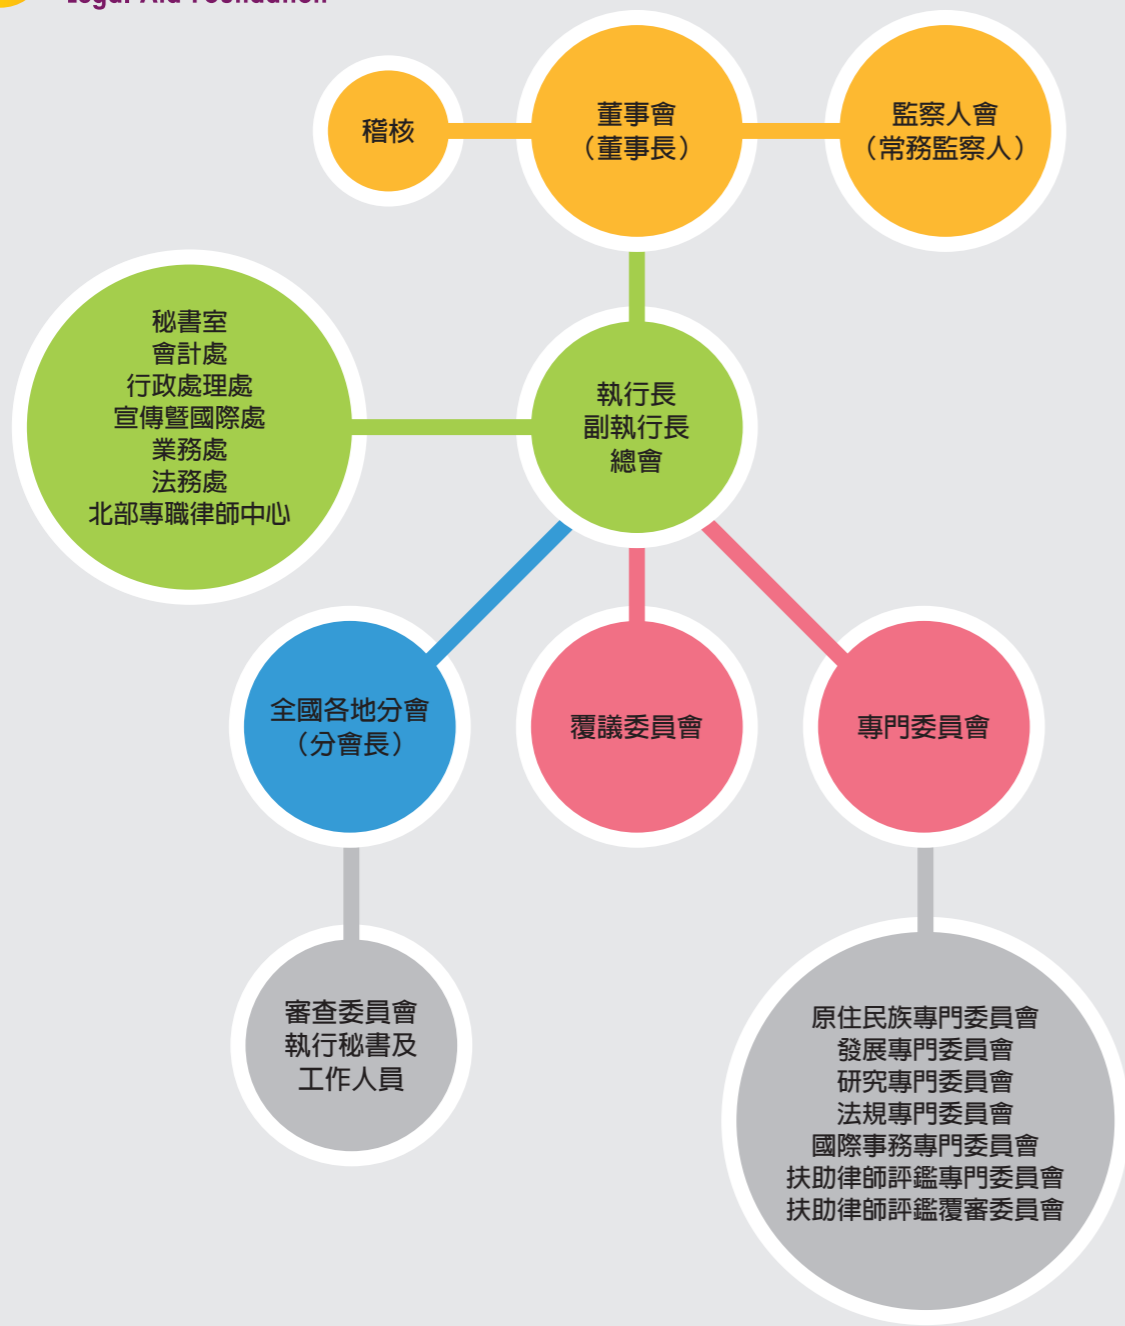 Legal Aid Foundation
稽核
董事會
（董事長）
監察人會
（常務監察人）
秘書室
會計處
行政處理處
宣傳暨國際處
業務處
法務處
北部專職律師中心
執行長
副執行長
總會
全國各地分會
（分會長）
覆議委員會
專門委員會
審查委員會
執行秘書及
工作人員
原住民族專門委員會
發展專門委員會
研究專門委員會
法規專門委員會
國際事務專門委員會
扶助律師評鑑專門委員會
扶助律師評鑑覆審委員會